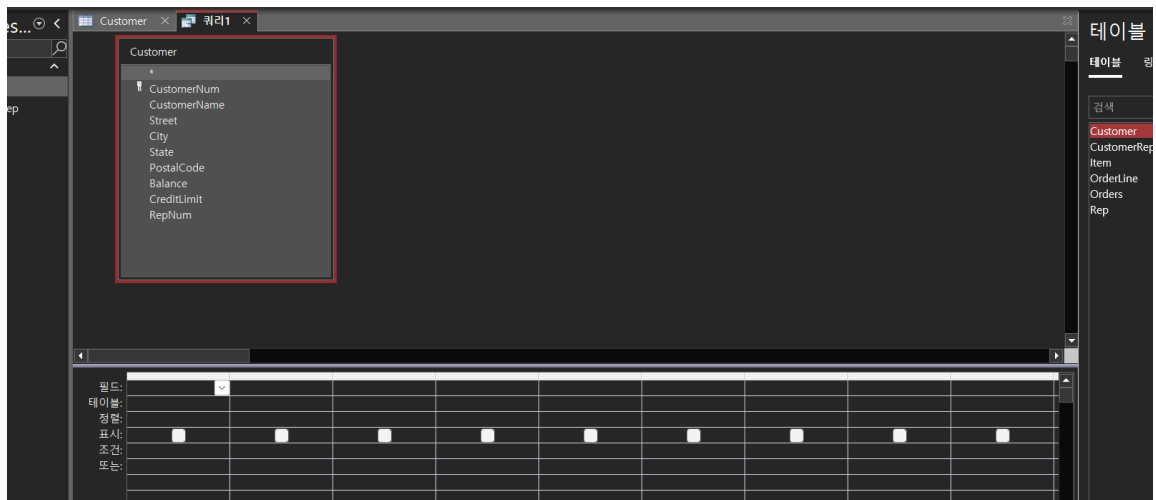 es...
Customer
쿼리1
ep
Customer
*
CustomerNum
CustomerName
Street
City
State
PostalCode
Balance
CreditLimit
RepNum
필드:
테이블:
정렬:
표시:
조건:
또는:
테이블
테이블 링
검색
Customer
CustomerRep
Item
OrderLine
Orders
Rep